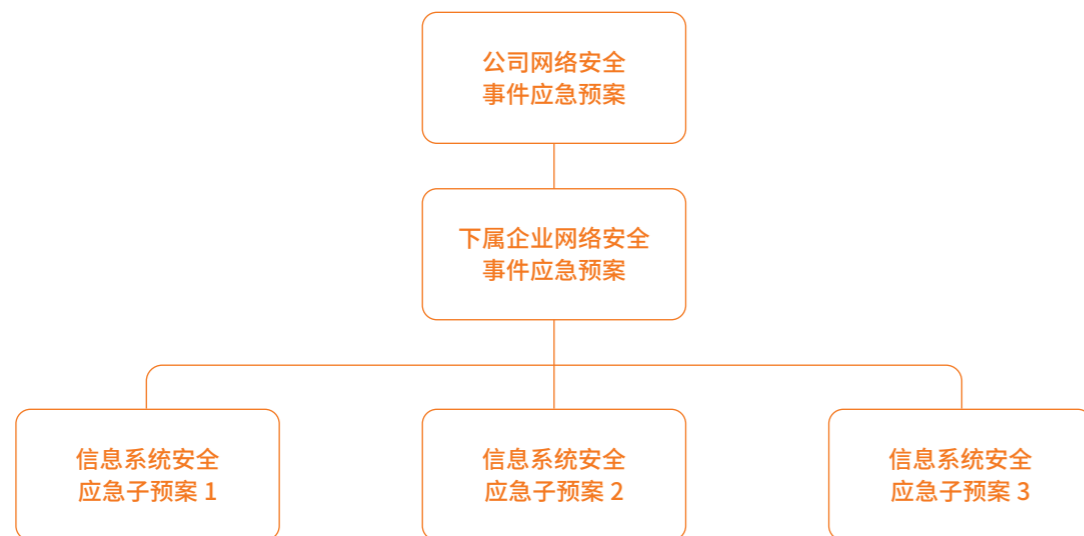 公司网络安全
事件应急预案
下属企业网络安全
事件应急预案
信息系统安全
应急子预案 1
信息系统安全
应急子预案 2
信息系统安全
应急子预案 3